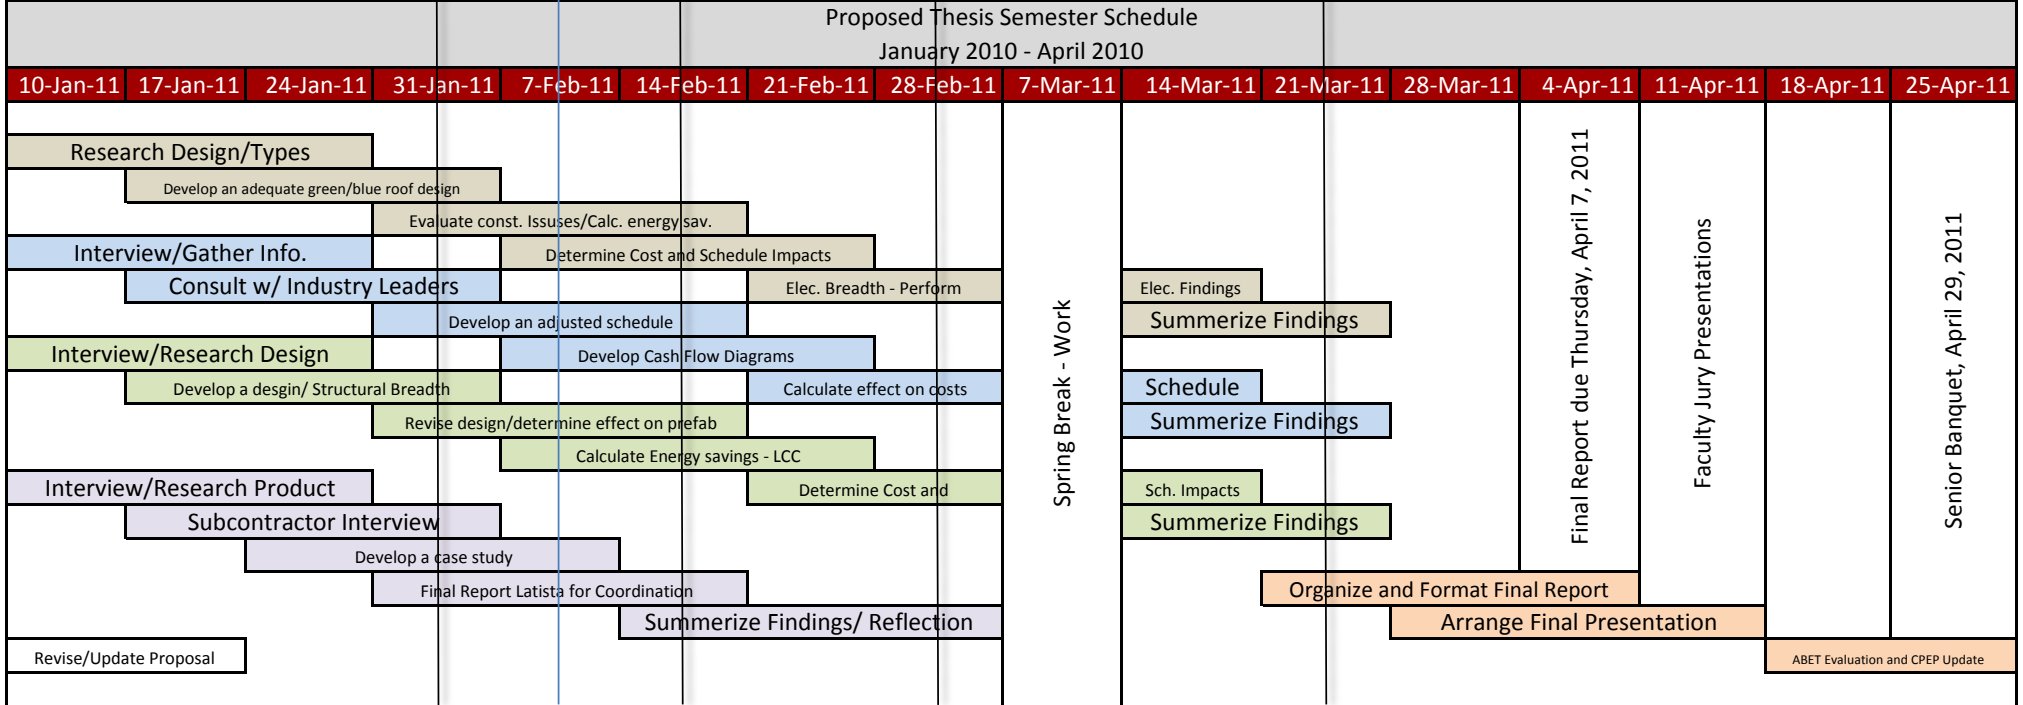 Proposed Thesis Semester Schedule
January 2010 - April 2010
10-Jan-11 17-Jan-11 24-Jan-11 31-Jan-11 7-Feb-11 14-Feb-11 21-Feb-11 28-Feb-11 7-Mar-11 14-Mar-11 21-Mar-11 28-Mar-11 4-Apr-11 11-Apr-11 18-Apr-11 25-Apr-11
Research Design/Types
Develop an adequate green/blue roof design
Evaluate const. Issuses/Calc. energy sav.
Interview/Gather Info. Determine Cost and Schedule Impacts
Consult w/ Industry Leaders Elec. Breadth - Perform Elec. Findings
Develop an adjusted schedule Summerize Findings
Interview/Research Design Develop Cash Flow Diagrams
Develop a desgin/ Structural Breadth Calculate effect on costs Schedule
Revise design/determine effect on prefab Summerize Findings
Calculate Energy savings - LCC
Interview/Research Product Determine Cost and Sch. Impacts
Subcontractor Interview Summerize Findings
Develop a case study
Final Report Latista for Coordination Organize and Format Final Report
Summerize Findings/ Reflection Arrange Final Presentation
Revise/Update Proposal ABET Evaluation and CPEP Update
Spring Break - Work
Final Report due Thursday, April 7, 2011
Faculty Jury Presentations
Senior Banquet, April 29, 2011